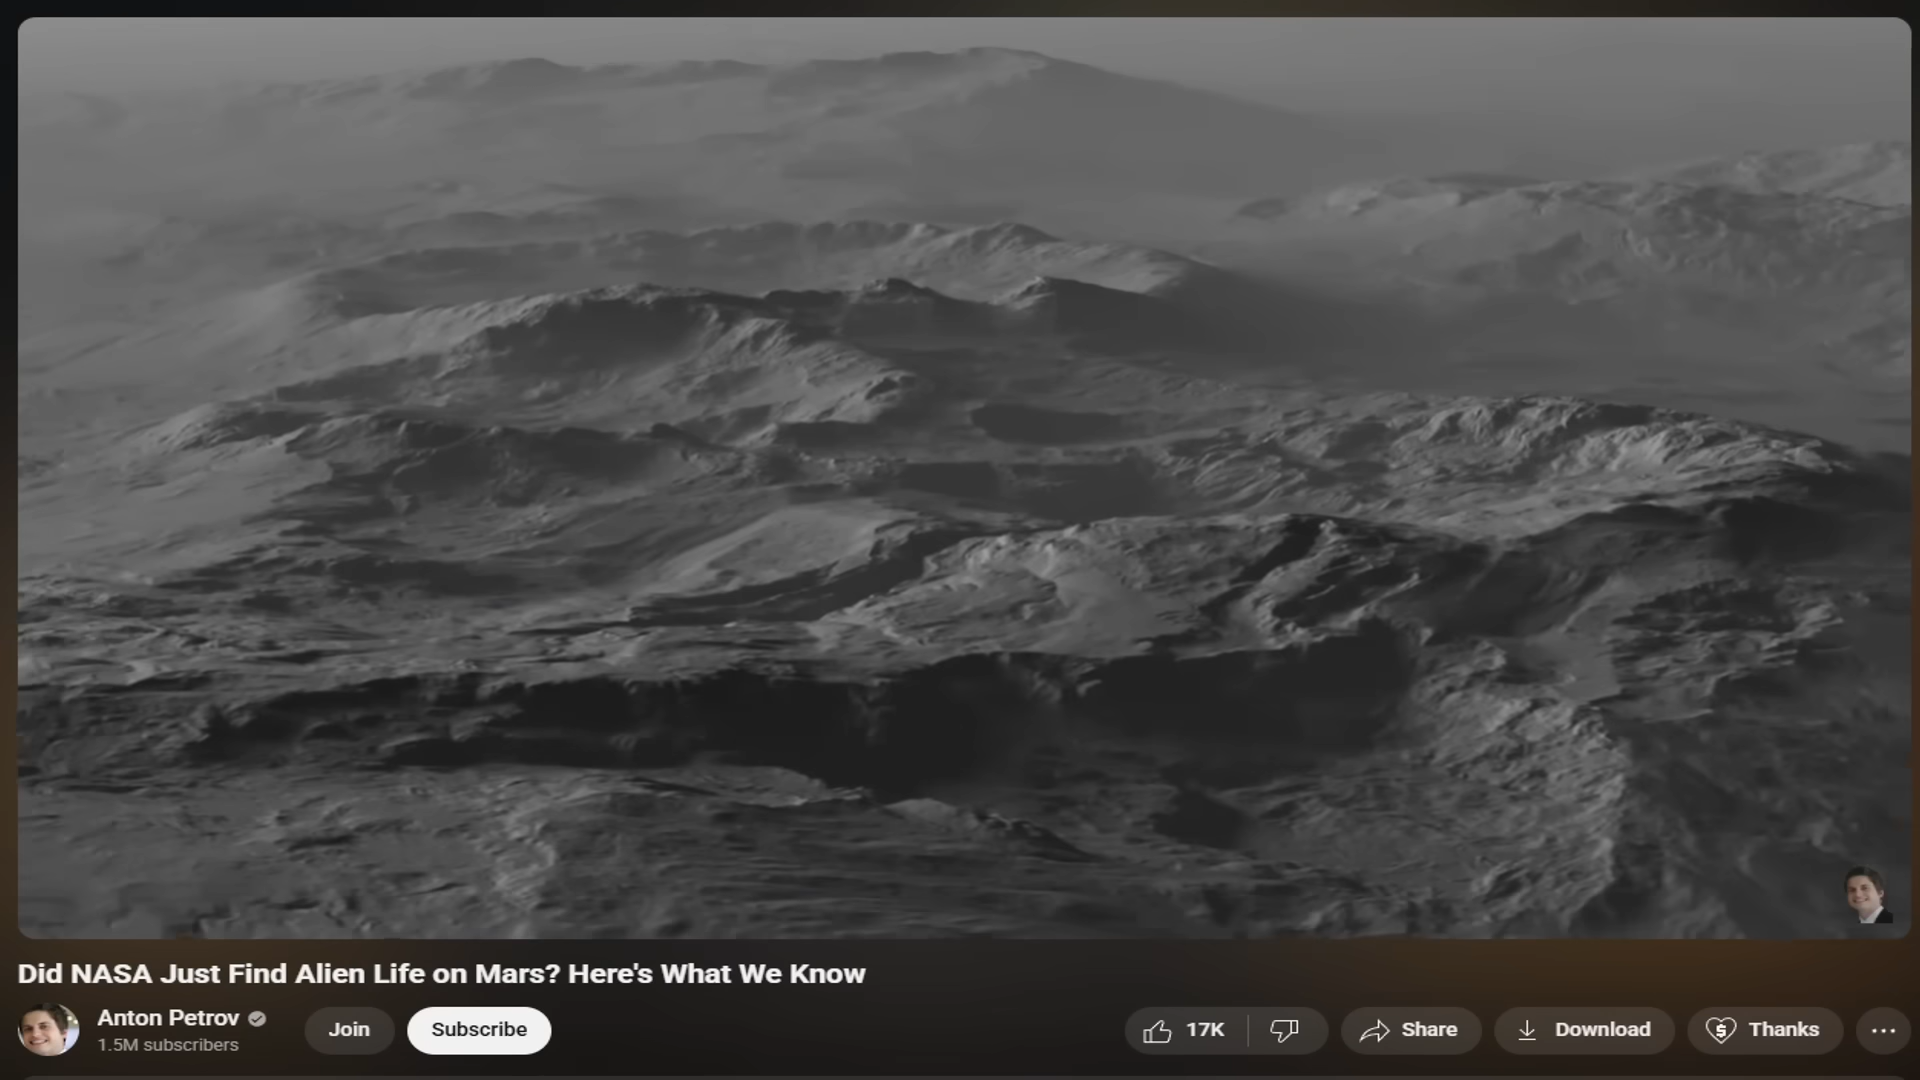 Did NASA Just Find Alien Life on Mars? Here's What We Know
Anton Petrov
1.5M subscribers
Join
Subscribe
17K
Share
Download
Thanks